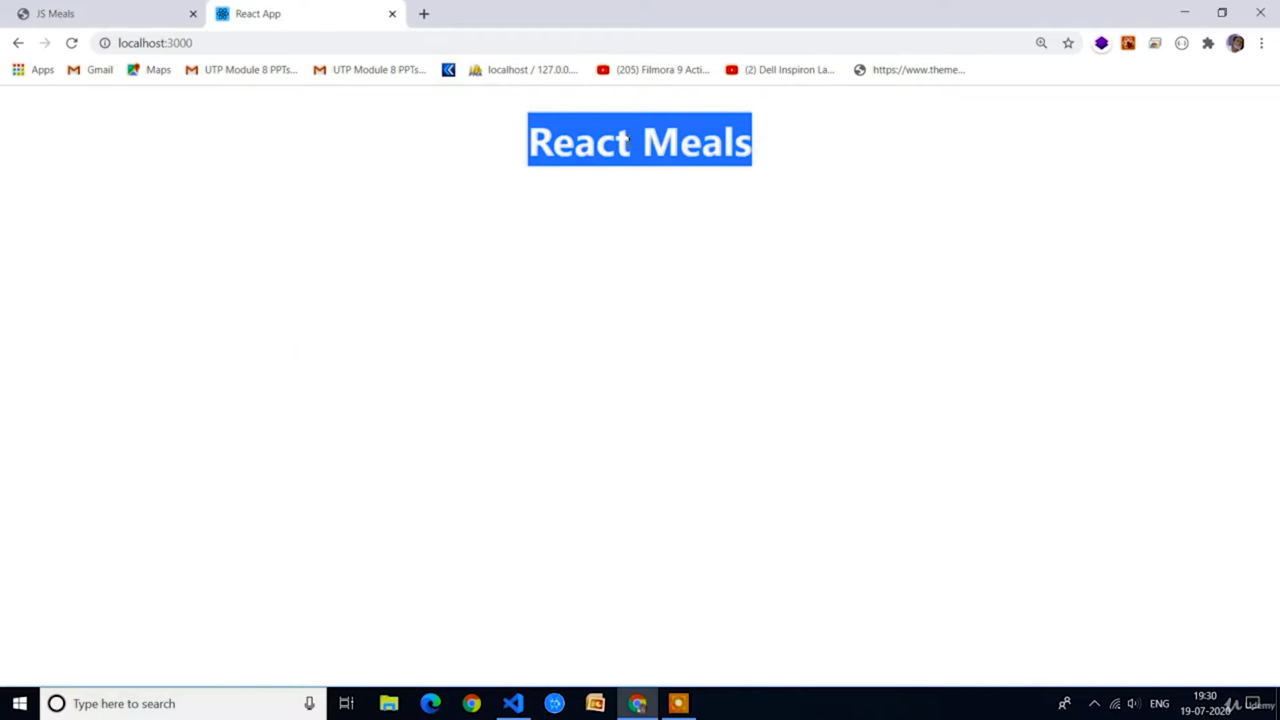 JS Meals
React App
localhost:3000
Apps
Gmail
Maps
UTP Module 8 PPTs...
UTP Module 8 PPTs...
localhost / 127.0.0....
(205) Filmora 9 Acti...
(2) Dell Inspiron La...
https://www.theme...
React Meals
Type here to search
ENG
19:30
19-07-2020
Udemy